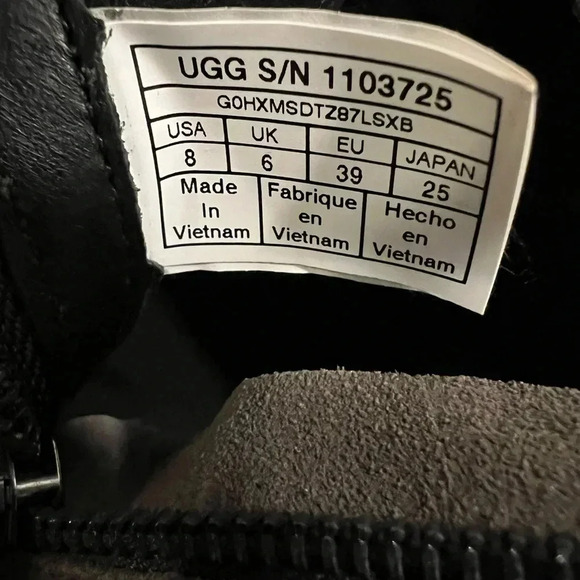 UGG S/N 1103725
G0HXMSDTZ87LSXB
USA UK EU JAPAN
8 6 39 25
Made Fabrique Hecho
In en en
Vietnam Vietnam Vietnam